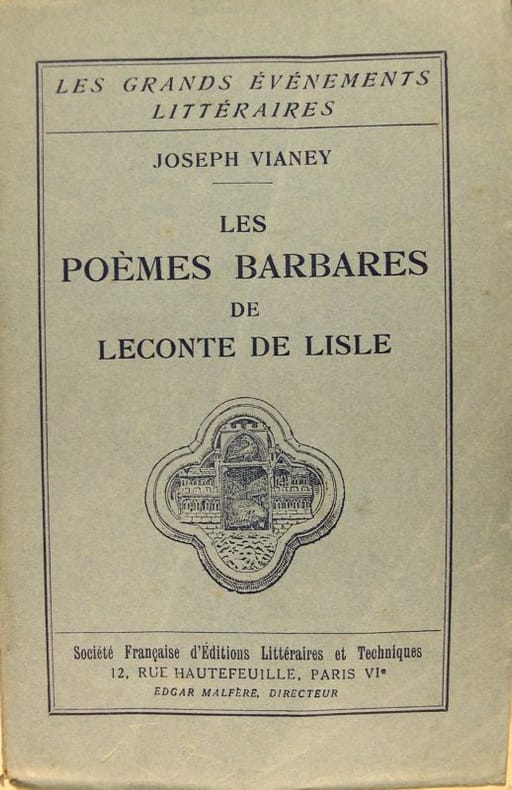 LES GRANDS ÉVÉNEMENTS
LITTÉRAIRES
JOSEPH VIANEY
LES
POÈMES BARBARES
DE
LECONTE DE LISLE
Société Française d'Éditions Littéraires et Techniques
12, RUE HAUTEFEUILLE, PARIS VIᵉ
EDGAR MALFÈRE, DIRECTEUR